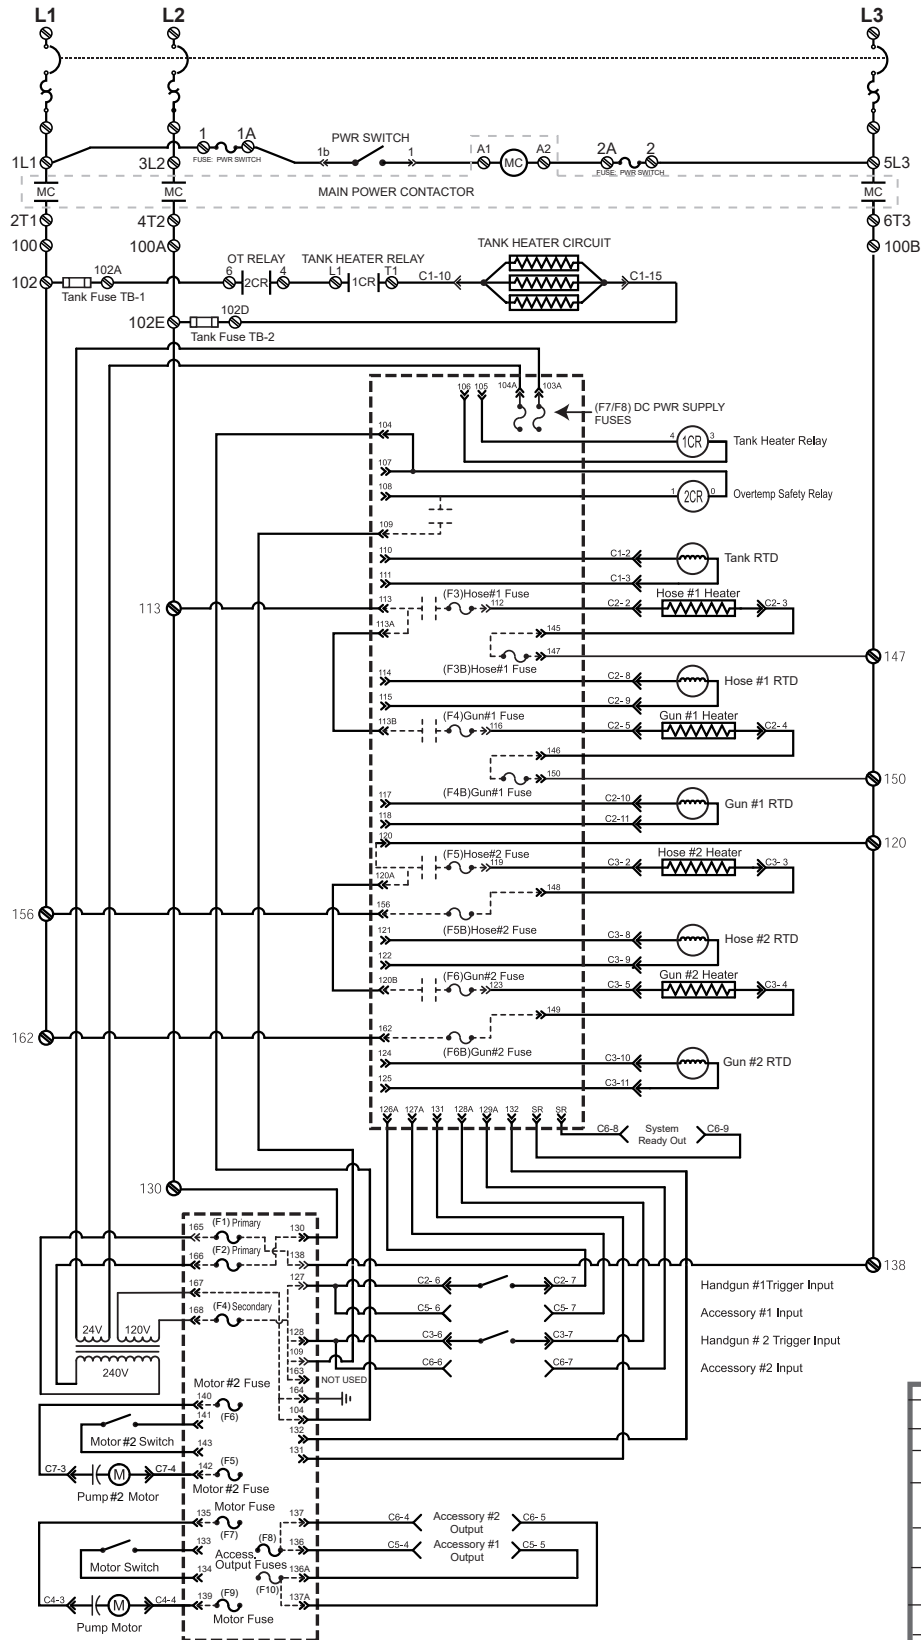 L1 L2 L3
1 1A PWR SWITCH
FUSE: PWR SWITCH
1b 1 A1 MC A2 2A 2
FUSE: PWR SWITCH
1L1 3L2 5L3
MC MC MAIN POWER CONTACTOR MC
2T1 4T2 6T3
100 100A 100B
OT RELAY TANK HEATER RELAY TANK HEATER CIRCUIT
102 102A 6 2CR 4 L1 1CR T1 C1-10 C1-15
Tank Fuse TB-1
102E 102D
Tank Fuse TB-2
106 105 104A 103A
(F7/F8) DC PWR SUPPLY
FUSES
104
4 1CR 3 Tank Heater Relay
107
108 1 2CR 0 Overtemp Safety Relay
109
110 C1-2 Tank RTD
111 C1-3
113 113 (F3)Hose#1 Fuse 112 C2- 2 Hose #1 Heater C2- 3
113A 145
147 147
(F3B)Hose#1 Fuse
114 C2- 8 Hose #1 RTD
115 C2- 9
113B (F4)Gun#1 Fuse 116 C2- 5 Gun #1 Heater C2- 4
146
150 150
(F4B)Gun#1 Fuse
117 C2-10 Gun #1 RTD
118 C2-11
120 120
(F5)Hose#2 Fuse 119 C3- 2 Hose #2 Heater C3- 3
120A 148
156 156
(F5B)Hose#2 Fuse
121 C3- 8 Hose #2 RTD
122 C3- 9
120B (F6)Gun#2 Fuse 123 C3- 5 Gun #2 Heater C3- 4
149
162 162
(F6B)Gun#2 Fuse
124 C3-10 Gun #2 RTD
125 C3-11
126A 127A 131 128A 129A 132 SR SR
C6-8 System C6-9
Ready Out
130
165 (F1) Primary 130
166 (F2) Primary 138 138
167 127 C2- 6 C2- 7 Handgun #1Trigger Input
168 (F4) Secondary C5- 6 C5- 7 Accessory #1 Input
24V 120V 128 C3-6 C3-7 Handgun # 2 Trigger Input
109 C6-6 C6-7 Accessory #2 Input
240V
163 NOT USED
Motor #2 Fuse
140 (F6) 164
141 104
Motor #2 Switch 132
143 131
C7-3 M C7-4 142 (F5)
Pump #2 Motor Motor #2 Fuse
Motor Fuse
135 (F7) 137 C6-4 Accessory #2 C6- 5
Output
133 (F8) 136 C5-4 Accessory #1 C5- 5
Output
Access.
Output Fuses
Motor Switch 134 (F10) 136A
C4-3 M C4-4 139 (F9) 137A
Pump Motor Motor Fuse